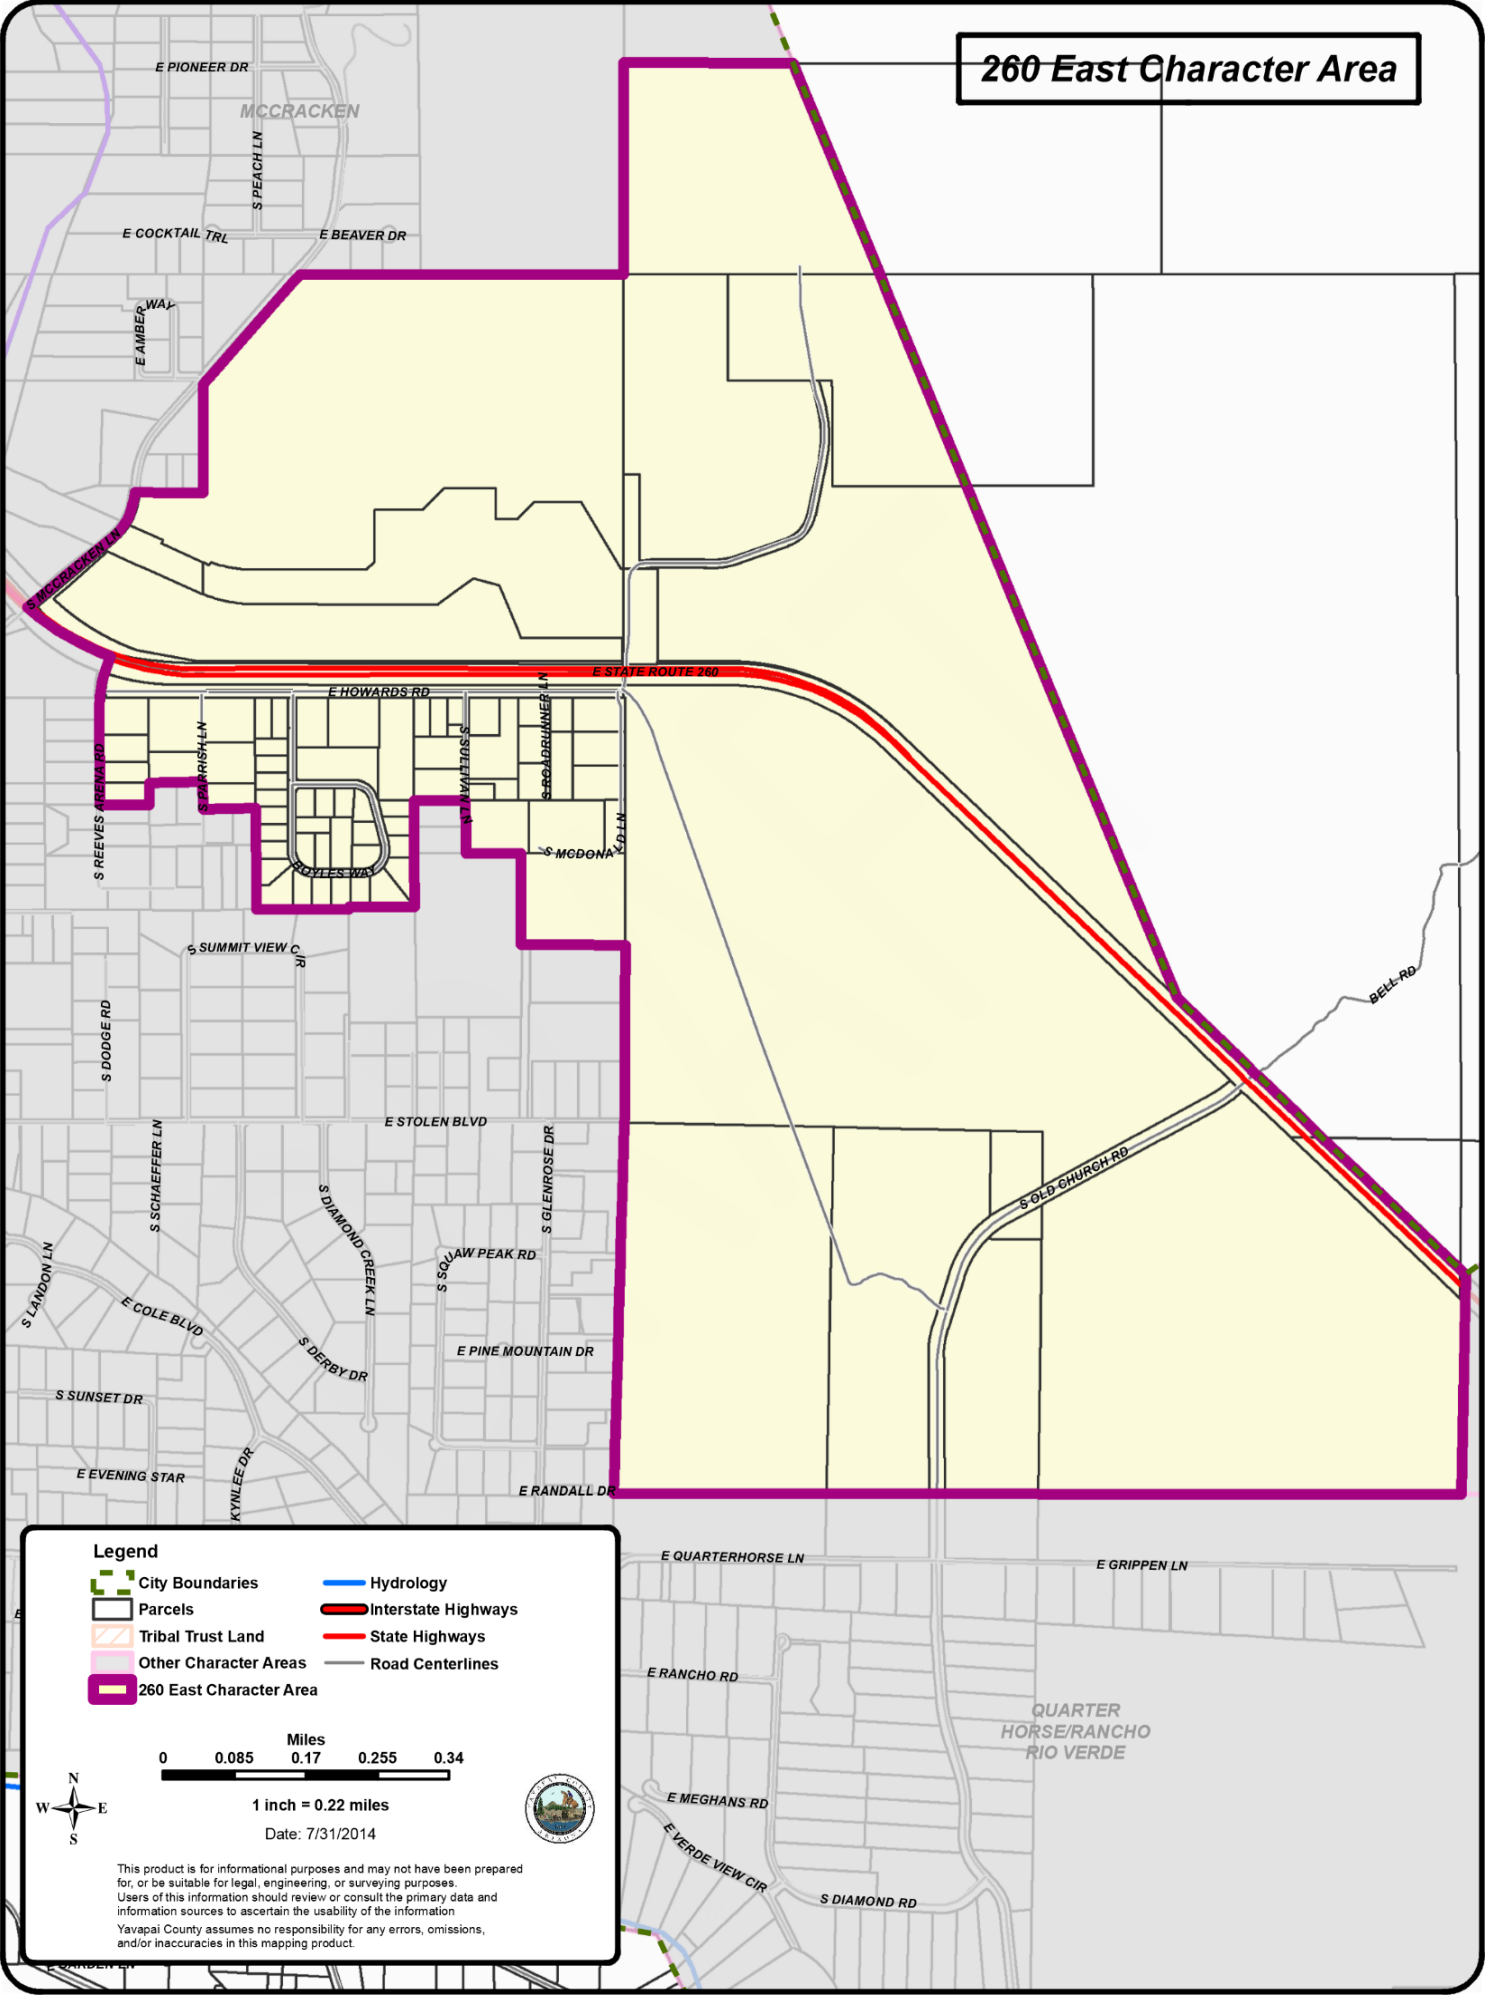 260 East Character Area
E PIONEER DR
MCCRACKEN
S PEACH LN
E COCKTAIL TRL
E BEAVER DR
E AMBER WAY
S MCCRACKEN LN
E STATE ROUTE 260
E HOWARDS RD
S REEVES ARENA RD
S PARRISH LN
S SULLIVAN LN
S ROADRUNNER LN
S MCDONALD LN
BOYLES WAY
S SUMMIT VIEW CIR
S DODGE RD
BELL RD
E STOLEN BLVD
S SCHAEFFER LN
S DIAMOND CREEK LN
S GLENROSE DR
S OLD CHURCH RD
S LANDON LN
S SQUAW PEAK RD
E COLE BLVD
S DERBY DR
E PINE MOUNTAIN DR
S SUNSET DR
E EVENING STAR
KYNLEE DR
E RANDALL DR
E QUARTERHORSE LN
E GRIPPEN LN
E RANCHO RD
QUARTER
HORSE/RANCHO
RIO VERDE
E MEGHANS RD
E VERDE VIEW CIR
S DIAMOND RD
Legend
City Boundaries
Parcels
Tribal Trust Land
Other Character Areas
260 East Character Area
Hydrology
Interstate Highways
State Highways
Road Centerlines
Miles
0 0.085 0.17 0.255 0.34
1 inch = 0.22 miles
Date: 7/31/2014
N
W E
S
YAVAPAI COUNTY
ARIZONA
This product is for informational purposes and may not have been prepared
for, or be suitable for legal, engineering, or surveying purposes.
Users of this information should review or consult the primary data and
information sources to ascertain the usability of the information
Yavapai County assumes no responsibility for any errors, omissions,
and/or inaccuracies in this mapping product.